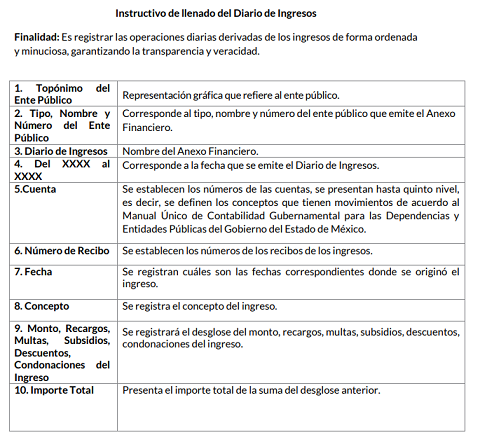 Instructivo de llenado del Diario de Ingresos
Finalidad: Es registrar las operaciones diarias derivadas de los ingresos de forma ordenada
y minuciosa, garantizando la transparencia y veracidad.
1. Topónimo del
Ente Público
Representación gráfica que refiere al ente público.
2. Tipo, Nombre y
Número del Ente
Público
Corresponde al tipo, nombre y número del ente público que emite el Anexo
Financiero.
3. Diario de Ingresos
Nombre del Anexo Financiero.
4. Del XXXX al
XXXX
Corresponde a la fecha que se emite el Diario de Ingresos.
5.Cuenta
Se establecen los números de las cuentas, se presentan hasta quinto nivel,
es decir, se definen los conceptos que tienen movimientos de acuerdo al
Manual Único de Contabilidad Gubernamental para las Dependencias y
Entidades Públicas del Gobierno del Estado de México.
6. Número de Recibo
Se establecen los números de los recibos de los ingresos.
7. Fecha
Se registran cuáles son las fechas correspondientes donde se originó el
ingreso.
8. Concepto
Se registra el concepto del ingreso.
9. Monto, Recargos,
Multas, Subsidios,
Descuentos,
Condonaciones del
Ingreso
Se registrará el desglose del monto, recargos, multas, subsidios, descuentos,
condonaciones del ingreso.
10. Importe Total
Presenta el importe total de la suma del desglose anterior.